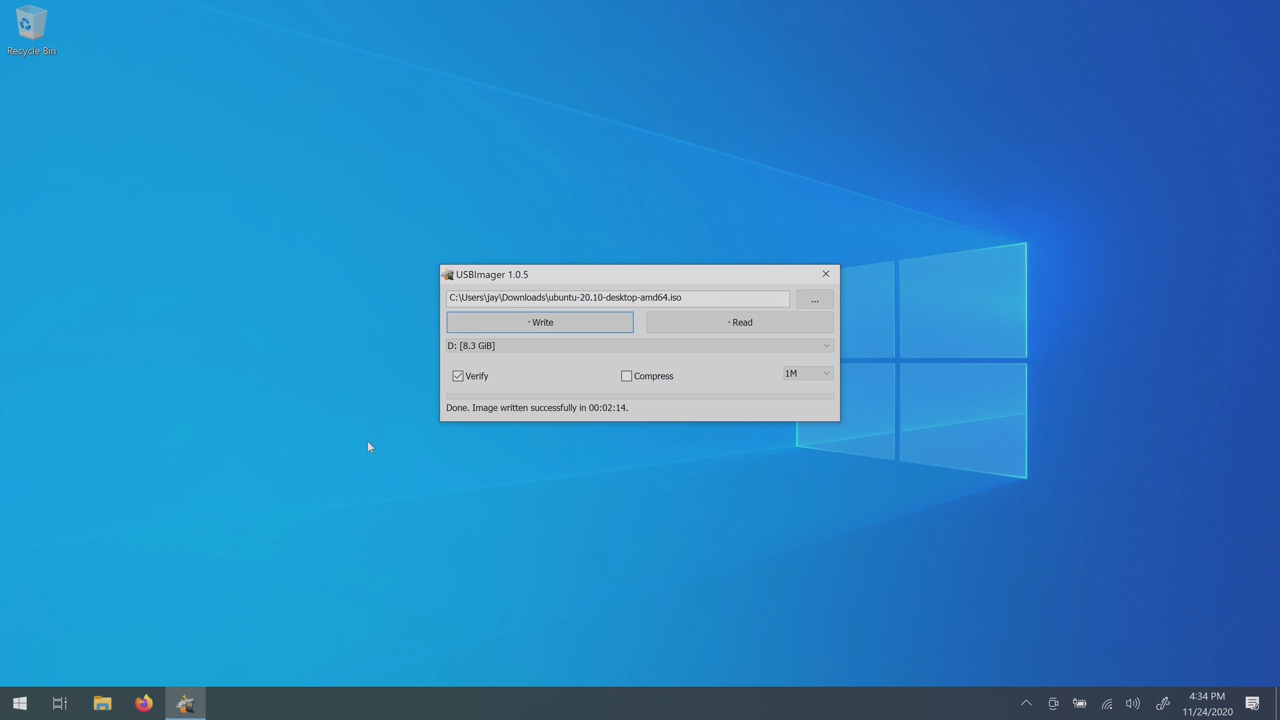 Recycle Bin
USBImager 1.0.5
C:\Users\jay\Downloads\ubuntu-20.10-desktop-amd64.iso
...
Write
Read
D: [8.3 GiB]
Verify
Compress
1M
Done. Image written successfully in 00:02:14.
4:34 PM
11/24/2020